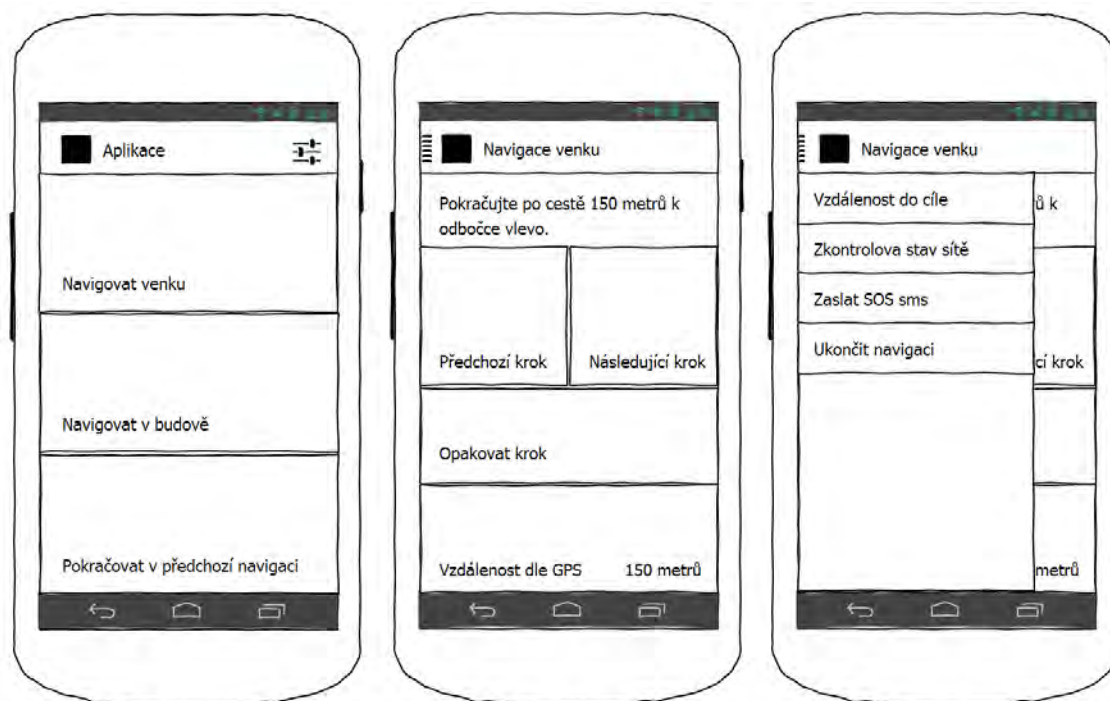 Aplikace
Navigovat venku
Navigovat v budově
Pokračovat v předchozí navigaci
Navigace venku
Pokračujte po cestě 150 metrů k
odbočce vlevo.
Předchozí krok
Následující krok
Opakovat krok
Vzdálenost dle GPS 150 metrů
Navigace venku
Vzdálenost do cíle
ů k
Zkontrolova stav sítě
Zaslat SOS sms
Ukončit navigaci
cí krok
metrů